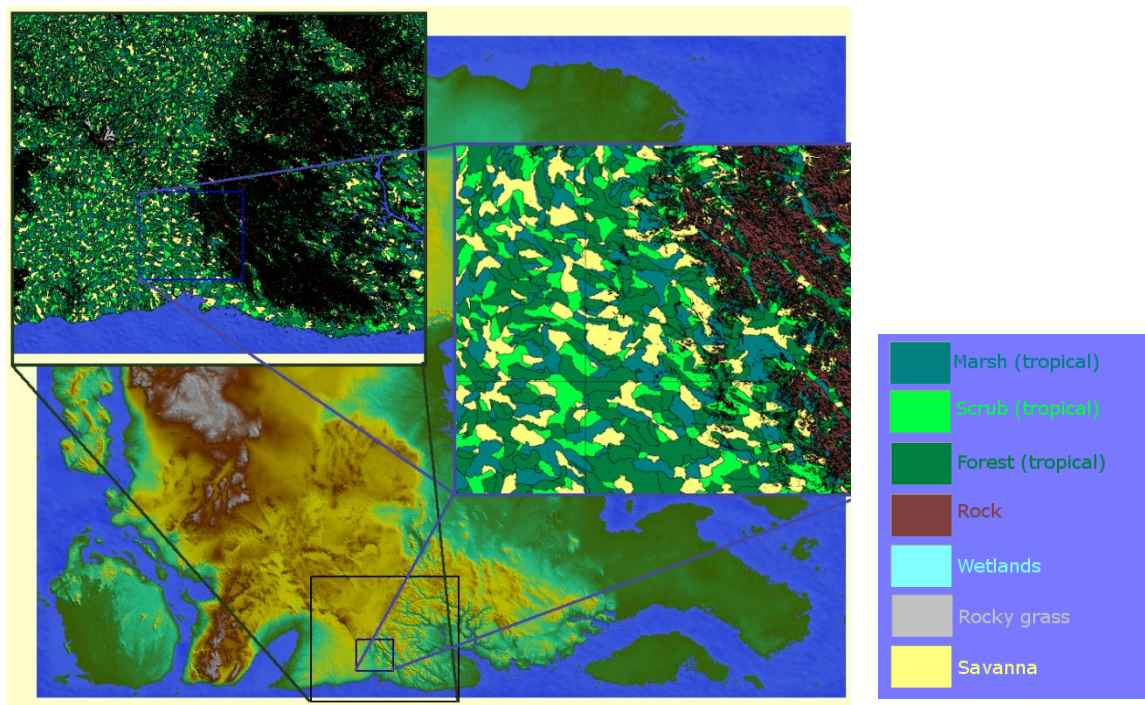 Marsh (tropical)
Scrub (tropical)
Forest (tropical)
Rock
Wetlands
Rocky grass
Savanna